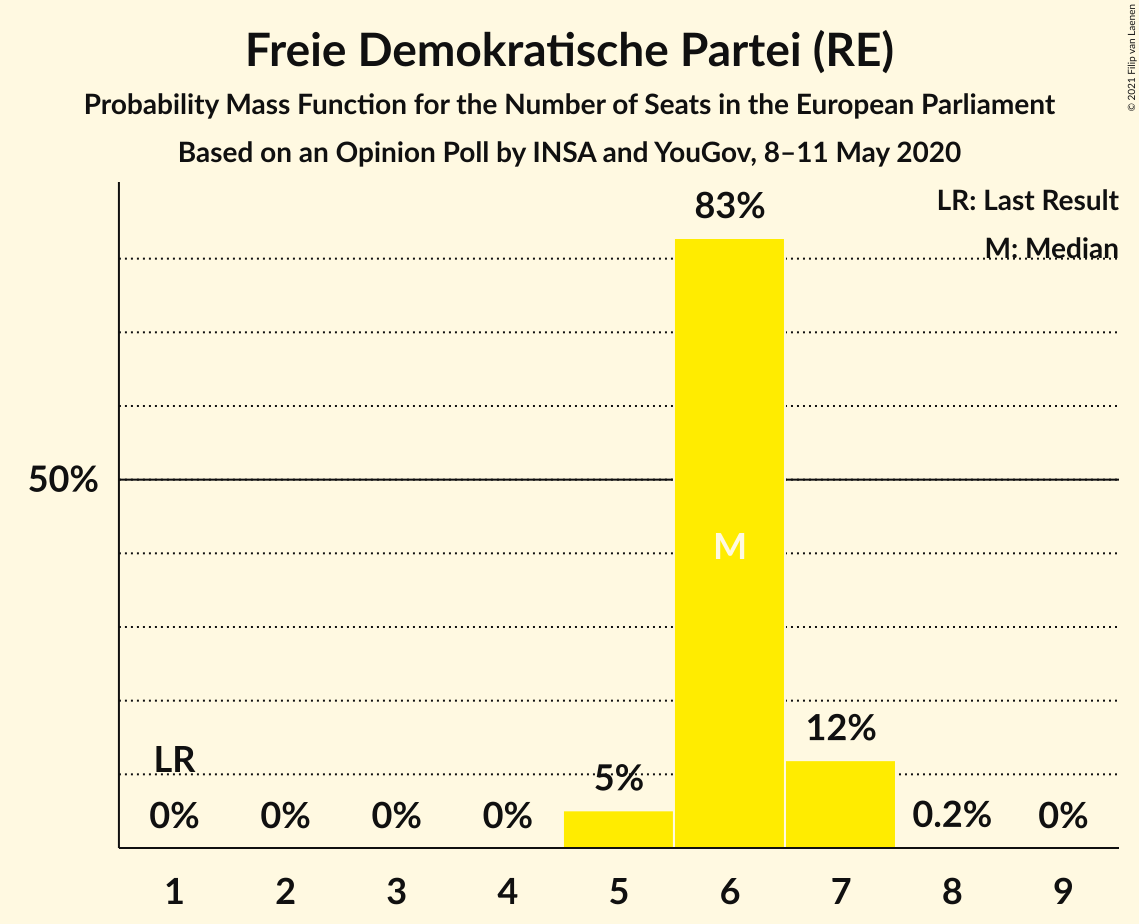 Freie Demokratische Partei (RE)
Probability Mass Function for the Number of Seats in the European Parliament
Based on an Opinion Poll by INSA and YouGov, 8–11 May 2020
© 2021 Filip van Laenen
LR: Last Result
M: Median
83%
50%
M
12%
LR
5%
0% 0% 0% 0% 0.2% 0%
1 2 3 4 5 6 7 8 9